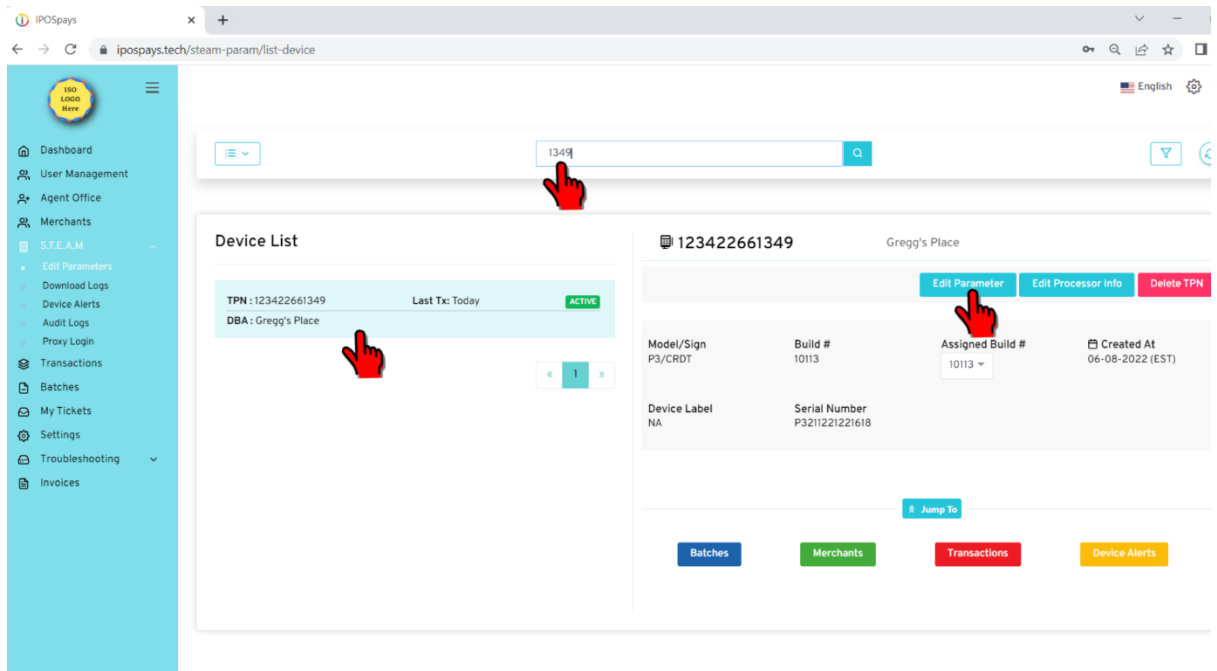 IPOSpays
ipospays.tech/steam-param/list-device
ISO
LOGO
Here
English
Dashboard
User Management
Agent Office
Merchants
S.T.E.A.M
Edit Parameters
Download Logs
Device Alerts
Audit Logs
Proxy Login
Transactions
Batches
My Tickets
Settings
Troubleshooting
Invoices
1349
Device List
TPN : 123422661349 Last Tx: Today ACTIVE
DBA : Gregg's Place
« 1 »
123422661349 Gregg's Place
Edit Parameter Edit Processor Info Delete TPN
Model/Sign Build # Assigned Build # Created At
P3/CRDT 10113 10113 06-08-2022 (EST)
Device Label Serial Number
NA P3211221221618
Jump To
Batches Merchants Transactions Device Alerts